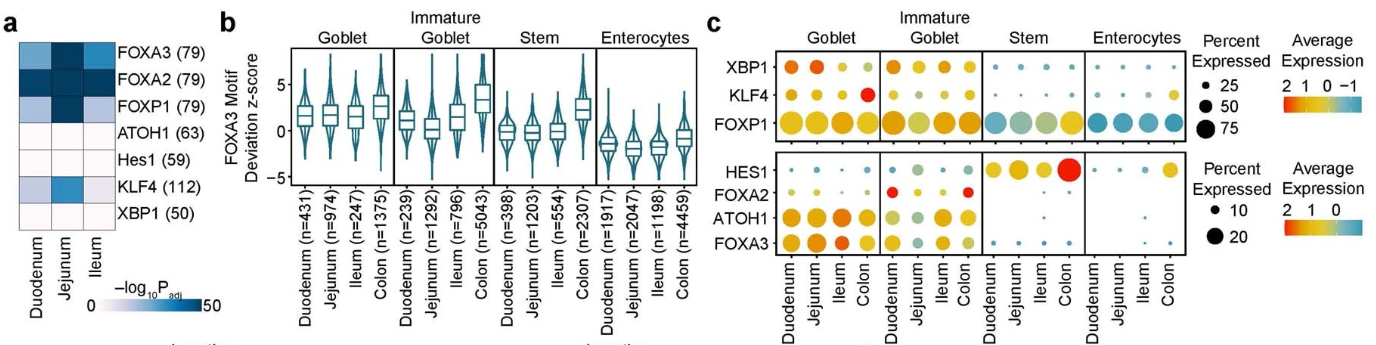 a
FOXA3 (79)
FOXA2 (79)
FOXP1 (79)
ATOH1 (63)
Hes1 (59)
KLF4 (112)
XBP1 (50)
Duodenum
Jejunum
Ileum
−log10Padj
0
50
b
Immature
Goblet
Goblet
Stem
Enterocytes
FOXA3 Motif
Deviation z-score
5
0
−5
Duodenum (n=431)
Jejunum (n=974)
Ileum (n=247)
Colon (n=1375)
Duodenum (n=239)
Jejunum (n=1292)
Ileum (n=796)
Colon (n=5043)
Duodenum (n=398)
Jejunum (n=1203)
Ileum (n=554)
Colon (n=2307)
Duodenum (n=1917)
Jejunum (n=2047)
Ileum (n=1198)
Colon (n=4459)
c
Immature
Goblet
Goblet
Stem
Enterocytes
XBP1
KLF4
FOXP1
Percent
Expressed
25
50
75
Average
Expression
2 1 0 −1
HES1
FOXA2
ATOH1
FOXA3
Percent
Expressed
10
20
Average
Expression
2 1 0
Duodenum
Jejunum
Ileum
Colon
Duodenum
Jejunum
Ileum
Colon
Duodenum
Jejunum
Ileum
Colon
Duodenum
Jejunum
Ileum
Colon